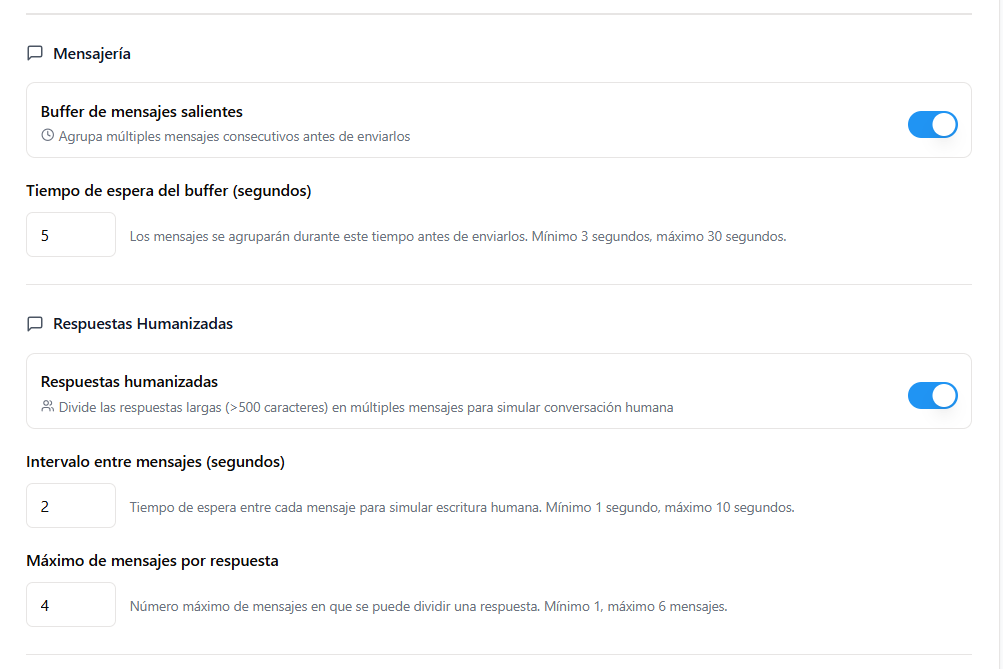 Mensajería
Buffer de mensajes salientes
Agrupa múltiples mensajes consecutivos antes de enviarlos
Tiempo de espera del buffer (segundos)
5
Los mensajes se agruparán durante este tiempo antes de enviarlos. Mínimo 3 segundos, máximo 30 segundos.
Respuestas Humanizadas
Respuestas humanizadas
Divide las respuestas largas (>500 caracteres) en múltiples mensajes para simular conversación humana
Intervalo entre mensajes (segundos)
2
Tiempo de espera entre cada mensaje para simular escritura humana. Mínimo 1 segundo, máximo 10 segundos.
Máximo de mensajes por respuesta
4
Número máximo de mensajes en que se puede dividir una respuesta. Mínimo 1, máximo 6 mensajes.